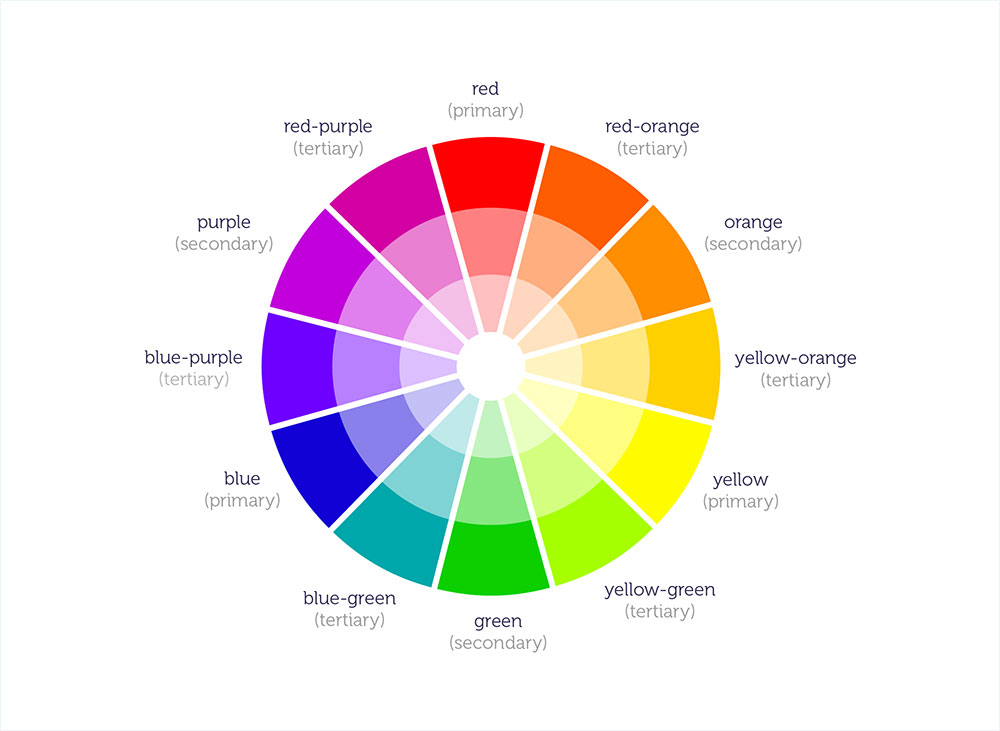 red
(primary)
red-purple
(tertiary)
red-orange
(tertiary)
purple
(secondary)
orange
(secondary)
blue-purple
(tertiary)
yellow-orange
(tertiary)
blue
(primary)
yellow
(primary)
blue-green
(tertiary)
yellow-green
(tertiary)
green
(secondary)